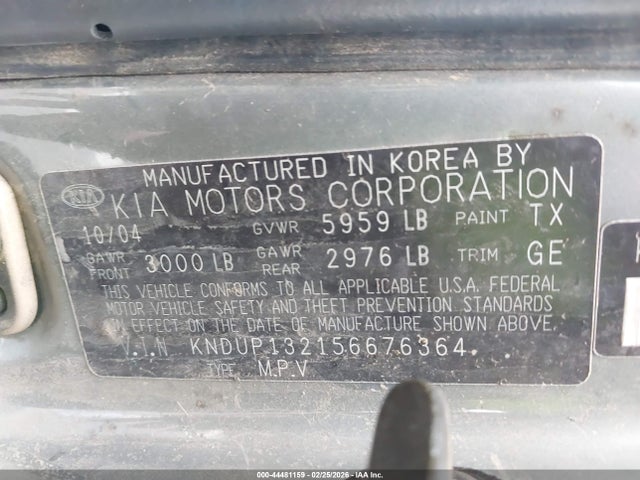 MANUFACTURED IN KOREA BY
KIA KIA MOTORS CORPORATION
10/04 GVWR 5959 LB PAINT TX
GAWR FRONT 3000 LB GAWR REAR 2976 LB TRIM GE
THIS VEHICLE CONFORMS TO ALL APPLICABLE U.S.A. FEDERAL
MOTOR VEHICLE SAFETY AND THEFT PREVENTION STANDARDS
IN EFFECT ON THE DATE OF MANUFACTURE SHOWN ABOVE.
V.I.N KNDUP132156676364.
TYPE M.P.V
000-44481159 02/25/2026 IAA Inc.